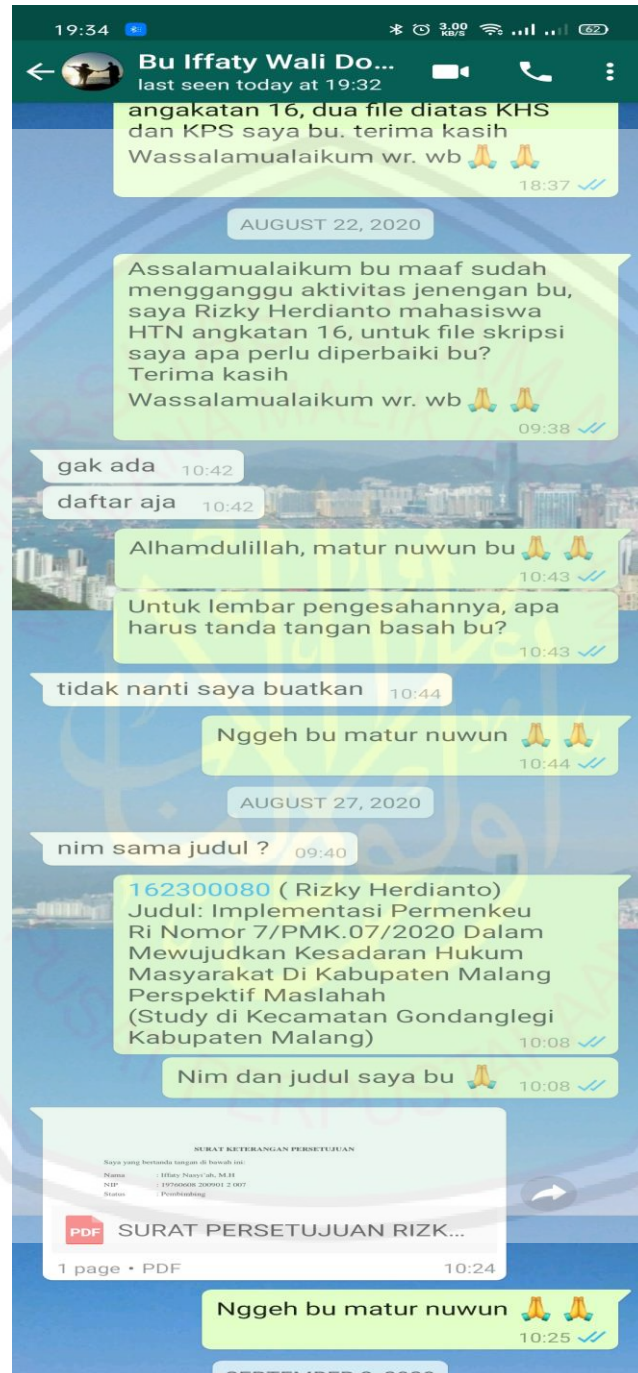 19:34
3.00 KB/S
62
Bu Iffaty Wali Do...
last seen today at 19:32
angakatan 16, dua file diatas KHS
dan KPS saya bu. terima kasih
Wassalamualaikum wr. wb 🙏 🙏
18:37
AUGUST 22, 2020
Assalamualaikum bu maaf sudah
mengganggu aktivitas jenengan bu,
saya Rizky Herdianto mahasiswa
HTN angkatan 16, untuk file skripsi
saya apa perlu diperbaiki bu?
Terima kasih
Wassalamualaikum wr. wb 🙏 🙏
09:38
gak ada 10:42
daftar aja 10:42
Alhamdulillah, matur nuwun bu 🙏 🙏
10:43
Untuk lembar pengesahannya, apa
harus tanda tangan basah bu?
10:43
tidak nanti saya buatkan 10:44
Nggeh bu matur nuwun 🙏 🙏
10:44
AUGUST 27, 2020
nim sama judul ? 09:40
162300080 ( Rizky Herdianto)
Judul: Implementasi Permenkeu
Ri Nomor 7/PMK.07/2020 Dalam
Mewujudkan Kesadaran Hukum
Masyarakat Di Kabupaten Malang
Perspektif Maslahah
(Study di Kecamatan Gondanglegi
Kabupaten Malang) 10:08
Nim dan judul saya bu 🙏 10:08
SURAT KETERANGAN PERSETUJUAN
Saya yang bertanda tangan di bawah ini:
Nama : Iffaty Nasyi'ah, M.H
NIP : 19760608 200901 2 007
Status : Pembimbing
PDF SURAT PERSETUJUAN RIZK...
1 page • PDF 10:24
Nggeh bu matur nuwun 🙏 🙏
10:25